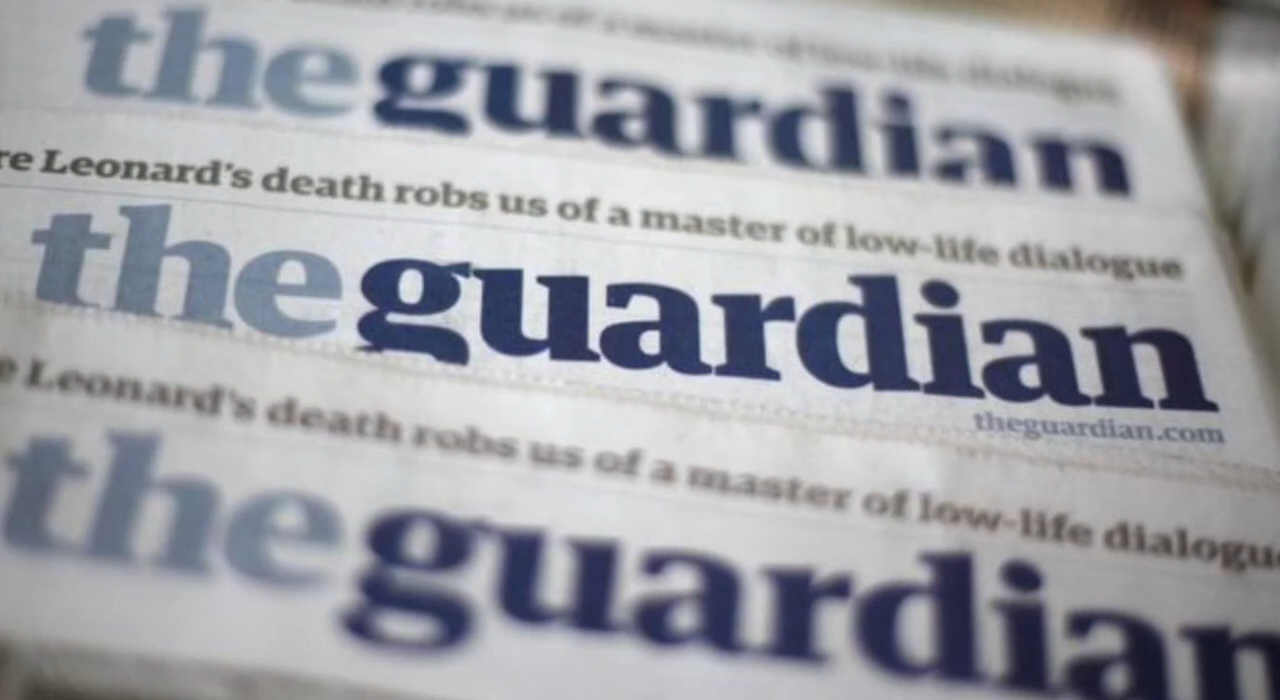 the guardian
re Leonard's death robs us of a master of low-life dialogue
the guardian
theguardian.com
e Leonard's death robs us of a master of low-life dialogue
the guardian